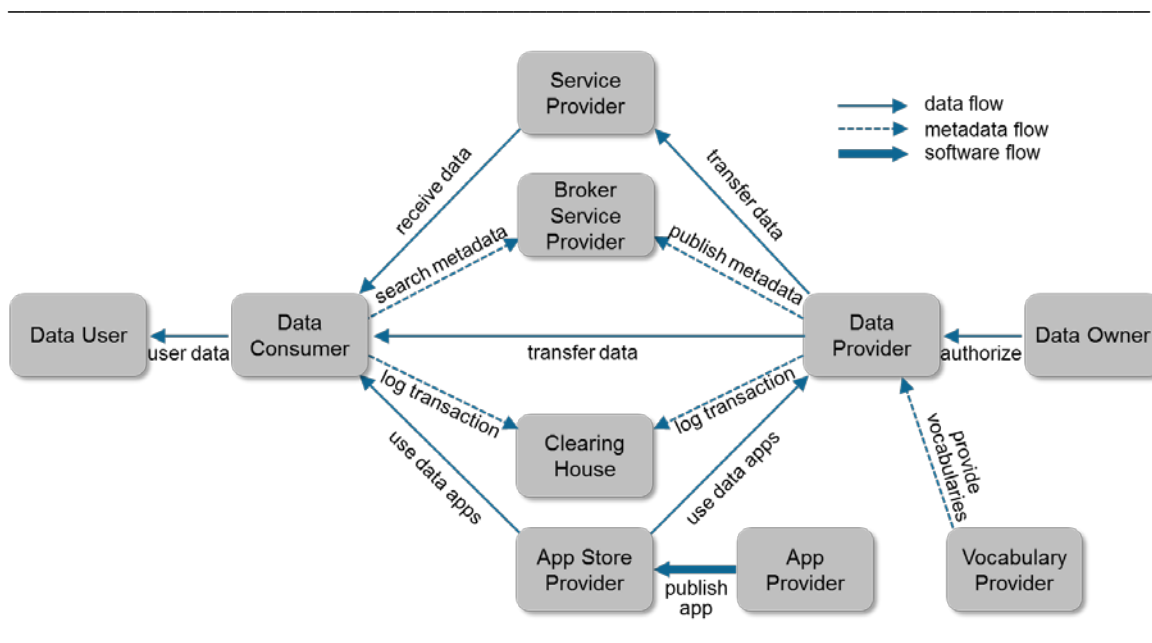 Service
Provider
data flow
metadata flow
software flow
receive data
transfer data
Broker
Service
Provider
search metadata
publish metadata
Data User
user data
Data
Consumer
transfer data
Data
Provider
authorize
Data Owner
log transaction
log transaction
Clearing
House
use data apps
use data apps
provide
vocabularies
App Store
Provider
publish
app
App
Provider
Vocabulary
Provider